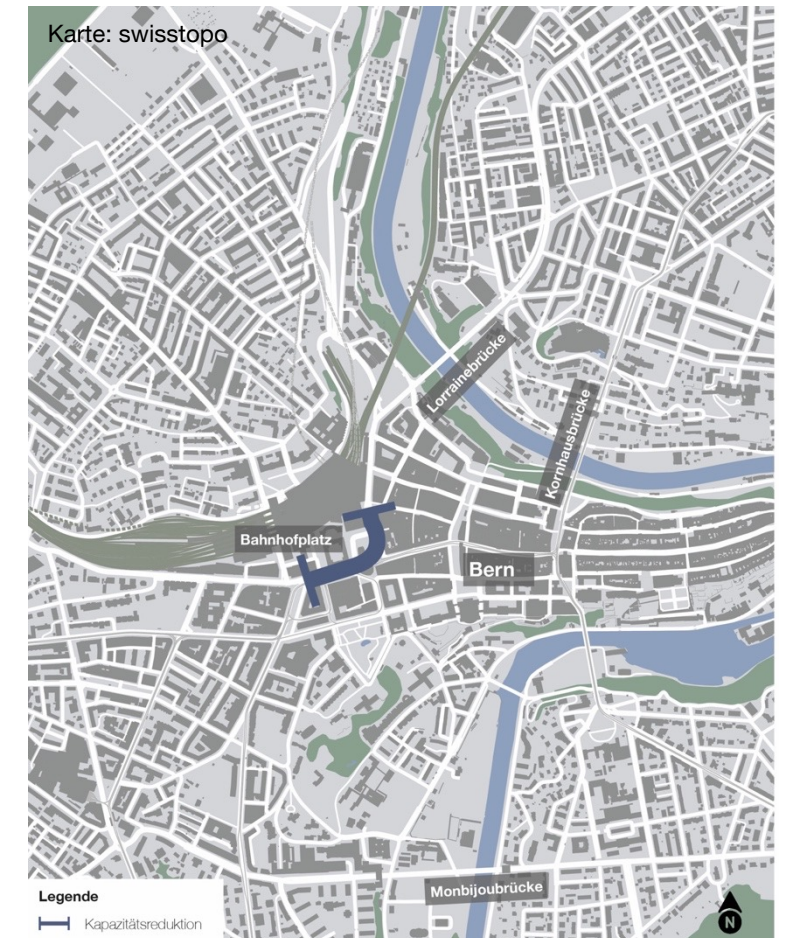 Karte: swisstopo
Lorrainebrücke
Kornhausbrücke
Bahnhofplatz
Bern
Monbijoubrücke
Legende
Kapazitätsreduktion
N